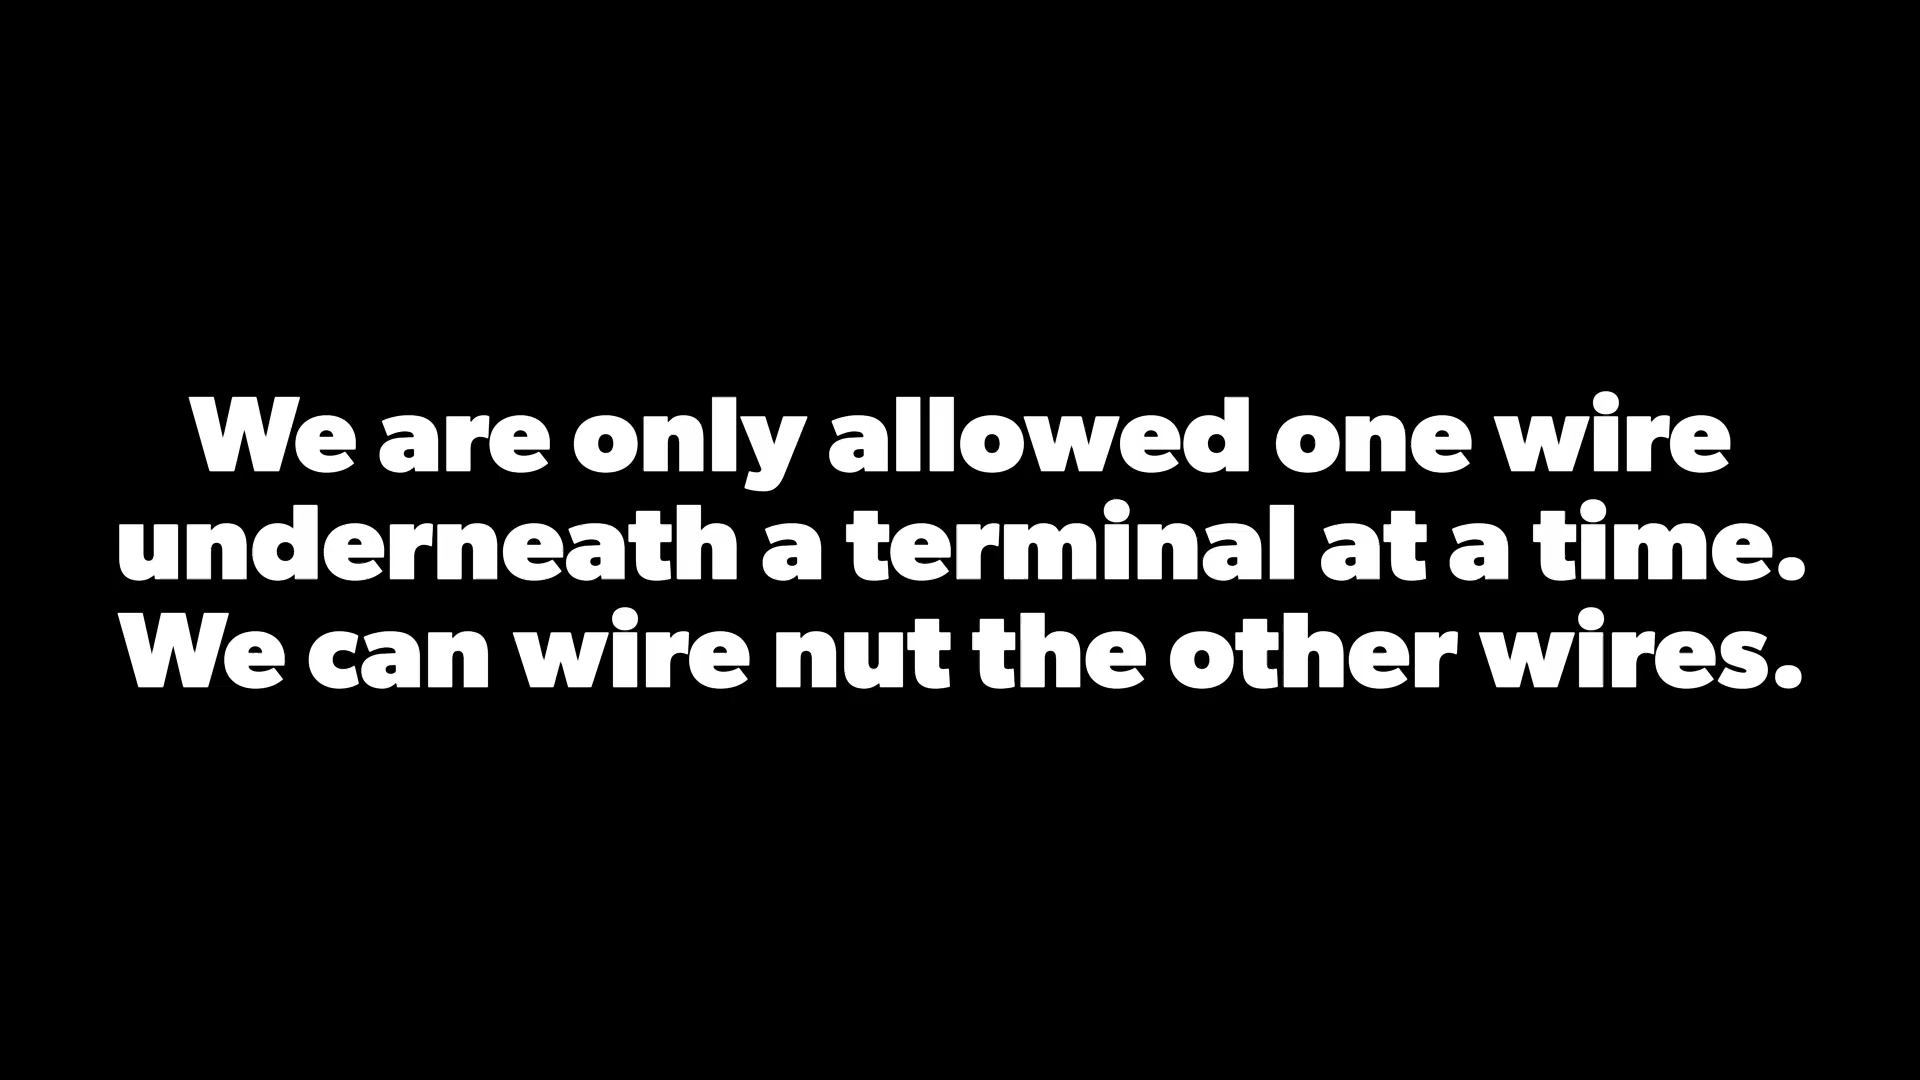 We are only allowed one wire
underneath a terminal at a time.
We can wire nut the other wires.